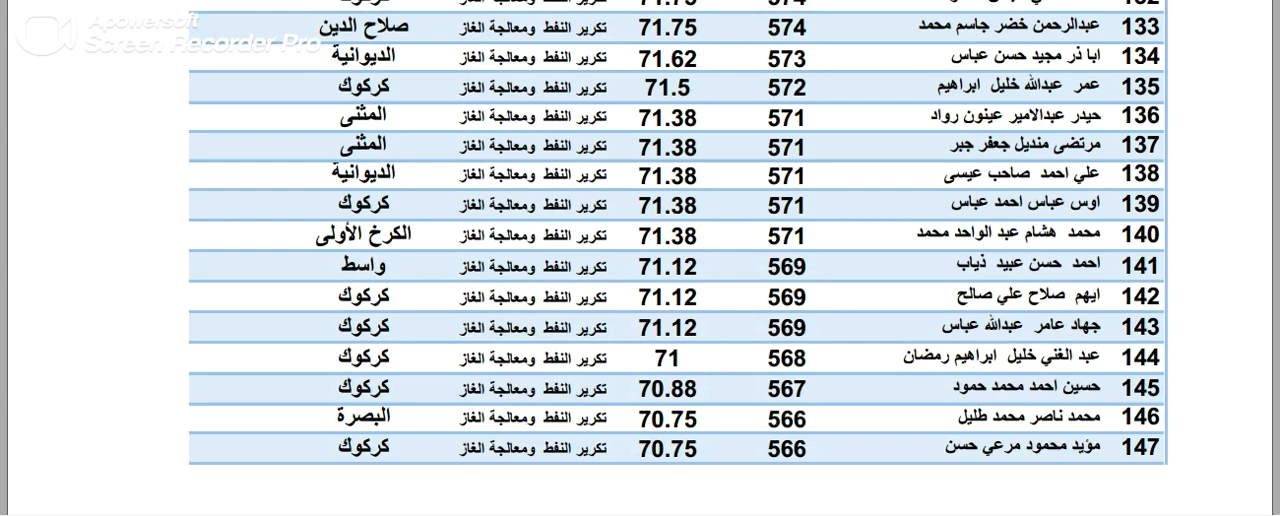 574 71.75
133 عبدالرحمن خضر جاسم محمد 574 71.75 تكرير النفط ومعالجة الغاز صلاح الدين
Apowersoft
Screen Recorder Pro
134 ابا ذر مجيد حسن عباس 573 71.62 تكرير النفط ومعالجة الغاز الديوانية
135 عمر عبدالله خليل ابراهيم 572 71.5 تكرير النفط ومعالجة الغاز كركوك
136 حيدر عبدالامير عينون رواد 571 71.38 تكرير النفط ومعالجة الغاز المثنى
137 مرتضى منديل جعفر جبر 571 71.38 تكرير النفط ومعالجة الغاز المثنى
138 علي احمد صاحب عيسى 571 71.38 تكرير النفط ومعالجة الغاز الديوانية
139 اوس عباس احمد عباس 571 71.38 تكرير النفط ومعالجة الغاز كركوك
140 محمد هشام عبد الواحد محمد 571 71.38 تكرير النفط ومعالجة الغاز الكرخ الأولى
141 احمد حسن عبيد ذياب 569 71.12 تكرير النفط ومعالجة الغاز واسط
142 ايهم صلاح علي صالح 569 71.12 تكرير النفط ومعالجة الغاز كركوك
143 جهاد عامر عبدالله عباس 569 71.12 تكرير النفط ومعالجة الغاز كركوك
144 عبد الغني خليل ابراهيم رمضان 568 71 تكرير النفط ومعالجة الغاز كركوك
145 حسين احمد محمد حمود 567 70.88 تكرير النفط ومعالجة الغاز كركوك
146 محمد ناصر محمد طليل 566 70.75 تكرير النفط ومعالجة الغاز البصرة
147 مؤيد محمود مرعي حسن 566 70.75 تكرير النفط ومعالجة الغاز كركوك